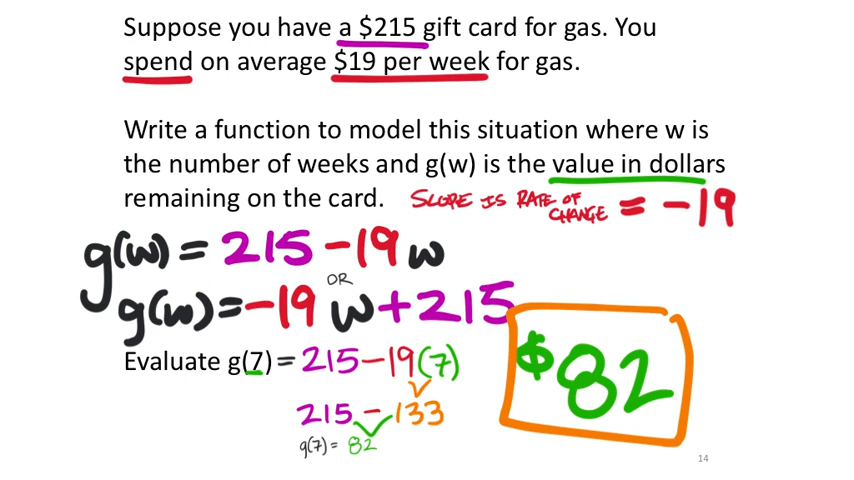 Suppose you have a $215 gift card for gas. You
spend on average $19 per week for gas.
Write a function to model this situation where w is
the number of weeks and g(w) is the value in dollars
remaining on the card.
SLOPE IS RATE OF
CHANGE = -19
g(w) = 215 -19w
OR
g(w)=-19w+215
Evaluate g(7) = 215-19(7)
215 - 133
g(7) = 82
$82
14